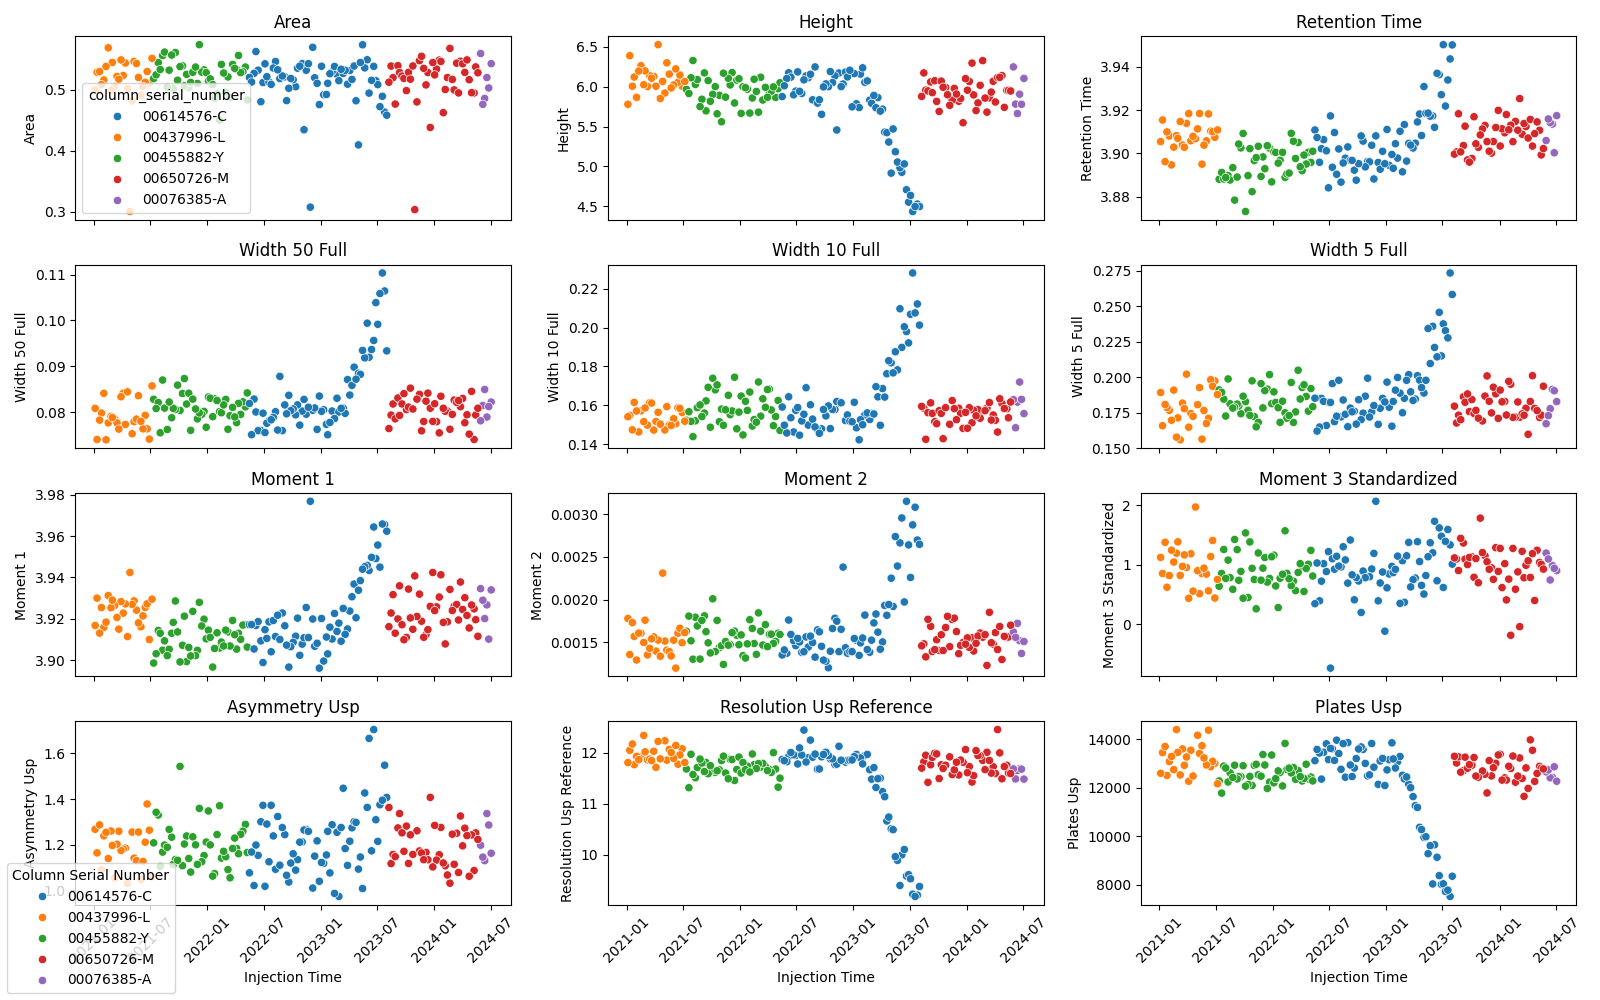 Area
Height
Retention Time
Area
0.5
0.4
0.3
column_serial_number
00614576-C
00437996-L
00455882-Y
00650726-M
00076385-A
Height
6.5
6.0
5.5
5.0
4.5
Retention Time
3.94
3.92
3.90
3.88
Width 50 Full
Width 10 Full
Width 5 Full
Width 50 Full
0.11
0.10
0.09
0.08
Width 10 Full
0.22
0.20
0.18
0.16
0.14
Width 5 Full
0.275
0.250
0.225
0.200
0.175
0.150
Moment 1
Moment 2
Moment 3 Standardized
Moment 1
3.98
3.96
3.94
3.92
3.90
Moment 2
0.0030
0.0025
0.0020
0.0015
Moment 3 Standardized
2
1
0
Asymmetry Usp
Resolution Usp Reference
Plates Usp
Asymmetry Usp
1.6
1.4
1.2
1.0
Column Serial Number
00614576-C
00437996-L
00455882-Y
00650726-M
00076385-A
2021-01
2021-07
2022-01
2022-07
2023-01
2023-07
2024-01
2024-07
Injection Time
Resolution Usp Reference
12
11
10
2021-01
2021-07
2022-01
2022-07
2023-01
2023-07
2024-01
2024-07
Injection Time
Plates Usp
14000
12000
10000
8000
2021-01
2021-07
2022-01
2022-07
2023-01
2023-07
2024-01
2024-07
Injection Time